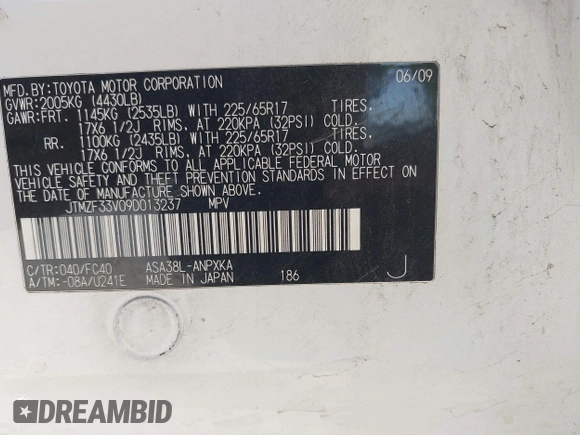 MFD.BY:TOYOTA MOTOR CORPORATION 06/09
GVWR:2005KG (4430LB)
GAWR:FRT. 1145KG (2535LB) WITH 225/65R17 TIRES,
17X6 1/2J RIMS, AT 220KPA (32PSI) COLD.
RR. 1100KG (2435LB) WITH 225/65R17 TIRES,
17X6 1/2J RIMS, AT 220KPA (32PSI) COLD.
THIS VEHICLE CONFORMS TO ALL APPLICABLE FEDERAL MOTOR
VEHICLE SAFETY AND THEFT PREVENTION STANDARDS IN EFFECT ON
THE DATE OF MANUFACTURE SHOWN ABOVE.
JTMZF33V09D013237 MPV
C/TR:040/FC40 ASA38L-ANPXKA
A/TM:-08A/U241E MADE IN JAPAN 186 J
DREAMBID